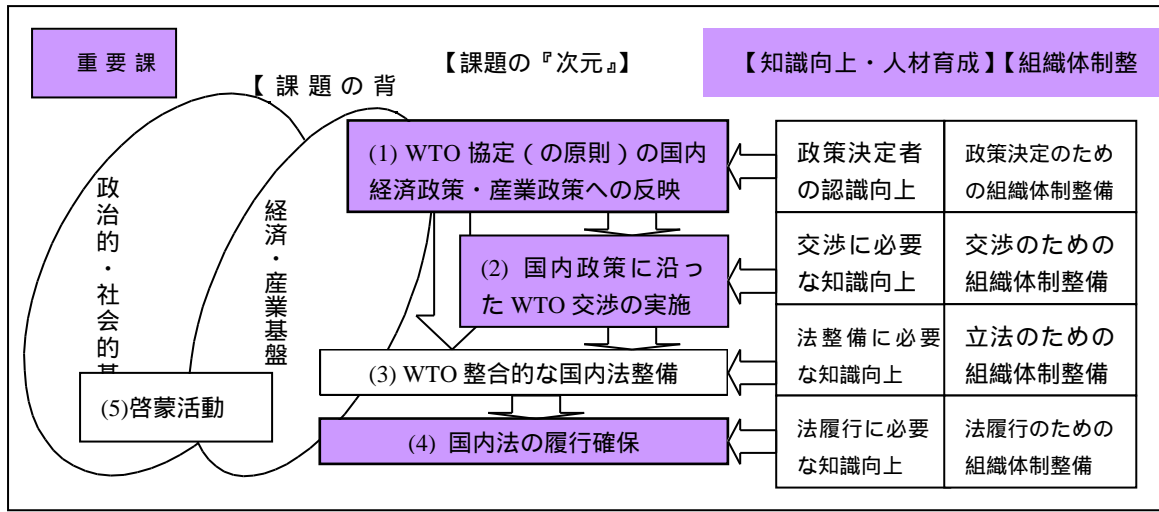 重要課
【課題の『次元』】
【知識向上・人材育成】【組織体制整
【課題の背
政治的・社会的基
経済・産業基盤
(1) WTO 協定（の原則）の国内
経済政策・産業政策への反映
政策決定者
の認識向上
政策決定のため
の組織体制整備
(2) 国内政策に沿っ
た WTO 交渉の実施
交渉に必要
な知識向上
交渉のための
組織体制整備
(3) WTO 整合的な国内法整備
法整備に必要
な知識向上
立法のための
組織体制整備
(5)啓蒙活動
(4) 国内法の履行確保
法履行に必要
な知識向上
法履行のための
組織体制整備